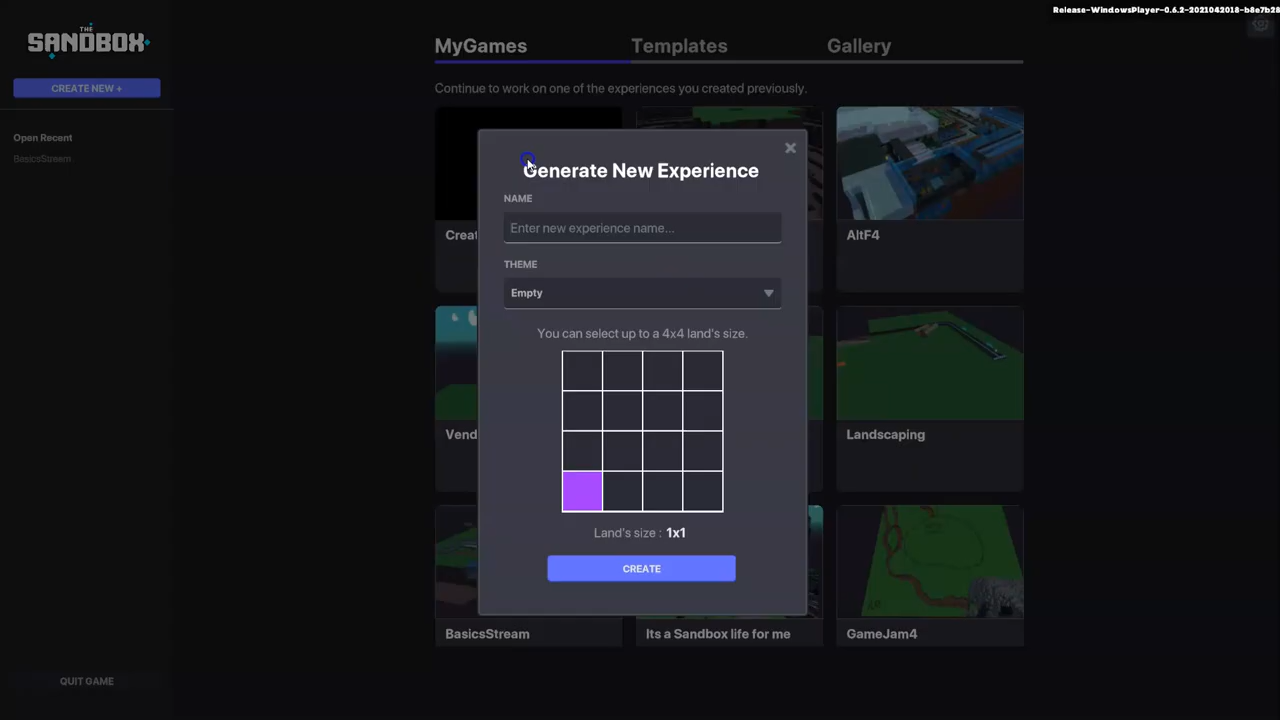 Release-WindowsPlayer-0.6.2-2021042018-b8e7b28
THE
SANDBOX
CREATE NEW +
Open Recent
BasicsStream
QUIT GAME
MyGames
Templates
Gallery
Continue to work on one of the experiences you created previously.
Generate New Experience
NAME
Enter new experience name...
THEME
Empty
You can select up to a 4x4 land's size.
Land's size : 1x1
CREATE
Creat
AltF4
Vend
Landscaping
BasicsStream
Its a Sandbox life for me
GameJam4